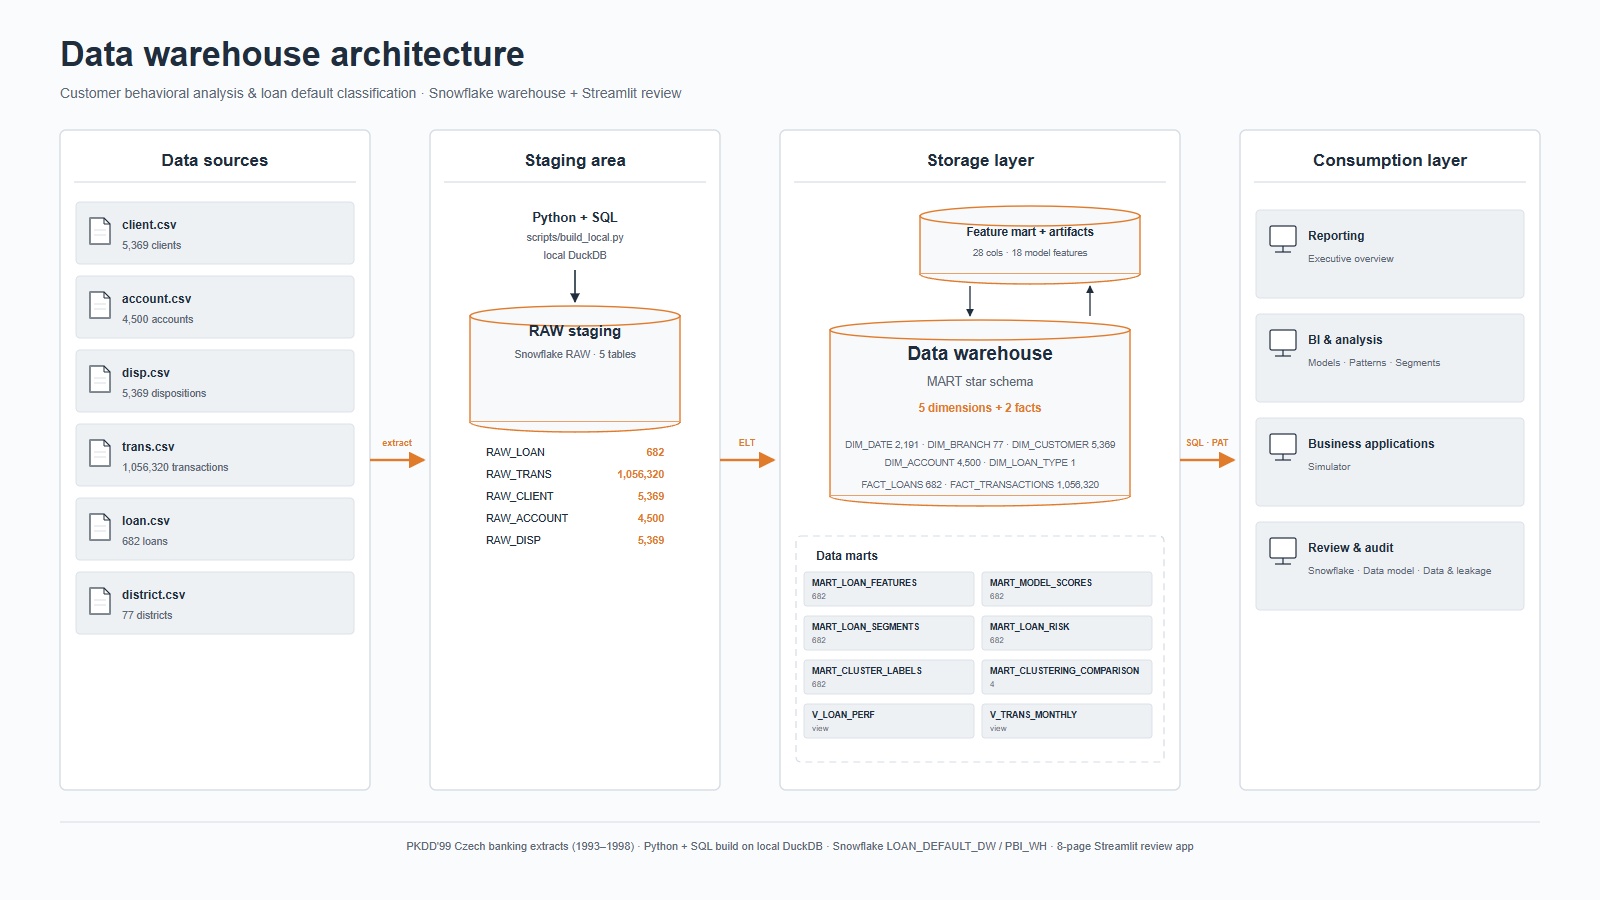 Data warehouse architecture
Customer behavioral analysis & loan default classification · Snowflake warehouse + Streamlit review
Data sources
client.csv
5,369 clients
account.csv
4,500 accounts
disp.csv
5,369 dispositions
trans.csv
1,056,320 transactions
loan.csv
682 loans
district.csv
77 districts
extract
Staging area
Python + SQL
scripts/build_local.py
local DuckDB
RAW staging
Snowflake RAW · 5 tables
RAW_LOAN 682
RAW_TRANS 1,056,320
RAW_CLIENT 5,369
RAW_ACCOUNT 4,500
RAW_DISP 5,369
ELT
Storage layer
Feature mart + artifacts
28 cols · 18 model features
Data warehouse
MART star schema
5 dimensions + 2 facts
DIM_DATE 2,191 · DIM_BRANCH 77 · DIM_CUSTOMER 5,369
DIM_ACCOUNT 4,500 · DIM_LOAN_TYPE 1
FACT_LOANS 682 · FACT_TRANSACTIONS 1,056,320
Data marts
MART_LOAN_FEATURES
682
MART_MODEL_SCORES
682
MART_LOAN_SEGMENTS
682
MART_LOAN_RISK
682
MART_CLUSTER_LABELS
682
MART_CLUSTERING_COMPARISON
4
V_LOAN_PERF
view
V_TRANS_MONTHLY
view
SQL · PAT
Consumption layer
Reporting
Executive overview
BI & analysis
Models · Patterns · Segments
Business applications
Simulator
Review & audit
Snowflake · Data model · Data & leakage
PKDD'99 Czech banking extracts (1993–1998) · Python + SQL build on local DuckDB · Snowflake LOAN_DEFAULT_DW / PBI_WH · 8-page Streamlit review app